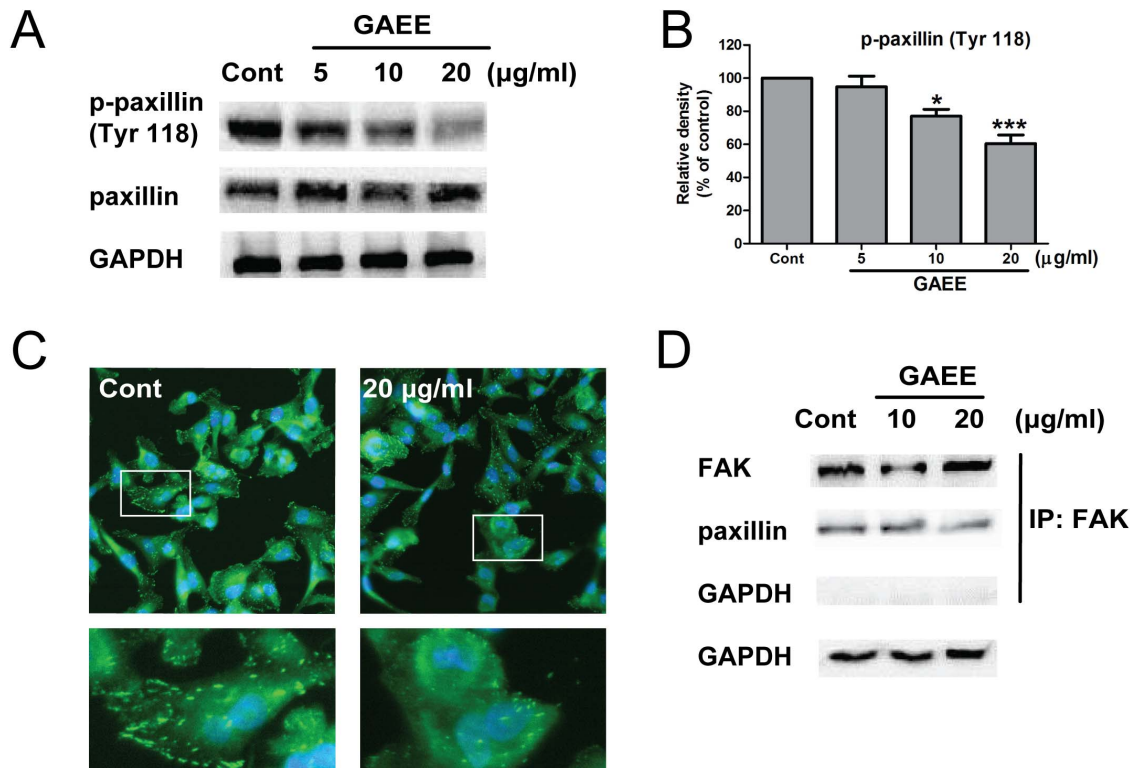 A
GAEE
Cont 5 10 20 (µg/ml)
p-paxillin
(Tyr 118)
paxillin
GAPDH
B
p-paxillin (Tyr 118)
Relative density
(% of control)
120
100
80
60
40
20
0
*
***
Cont 5 10 20 (µg/ml)
GAEE
C
Cont
20 µg/ml
D
GAEE
Cont 10 20 (µg/ml)
FAK
paxillin
IP: FAK
GAPDH
GAPDH